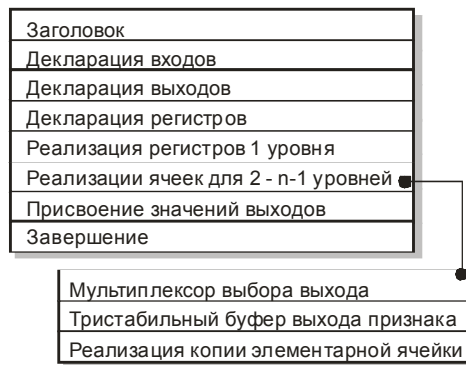 Заголовок
Декларация входов
Декларация выходов
Декларация регистров
Реализация регистров 1 уровня
Реализации ячеек для 2 - n-1 уровней
Присвоение значений выходов
Завершение
Мультиплексор выбора выхода
Тристабильный буфер выхода признака
Реализация копии элементарной ячейки